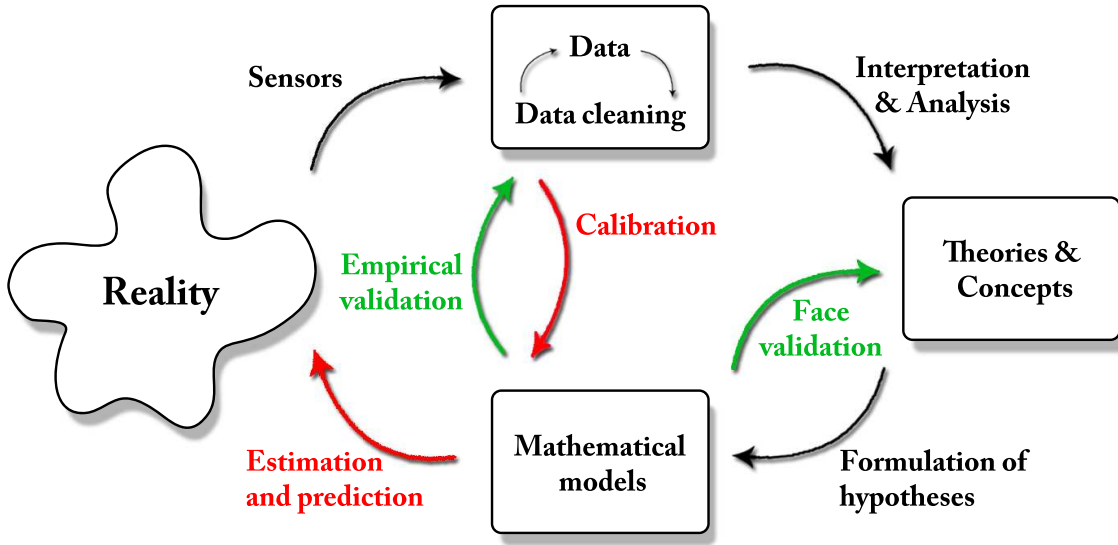 Sensors
Data
Data cleaning
Interpretation
& Analysis
Reality
Empirical
validation
Calibration
Theories &
Concepts
Face
validation
Estimation
and prediction
Mathematical
models
Formulation of
hypotheses